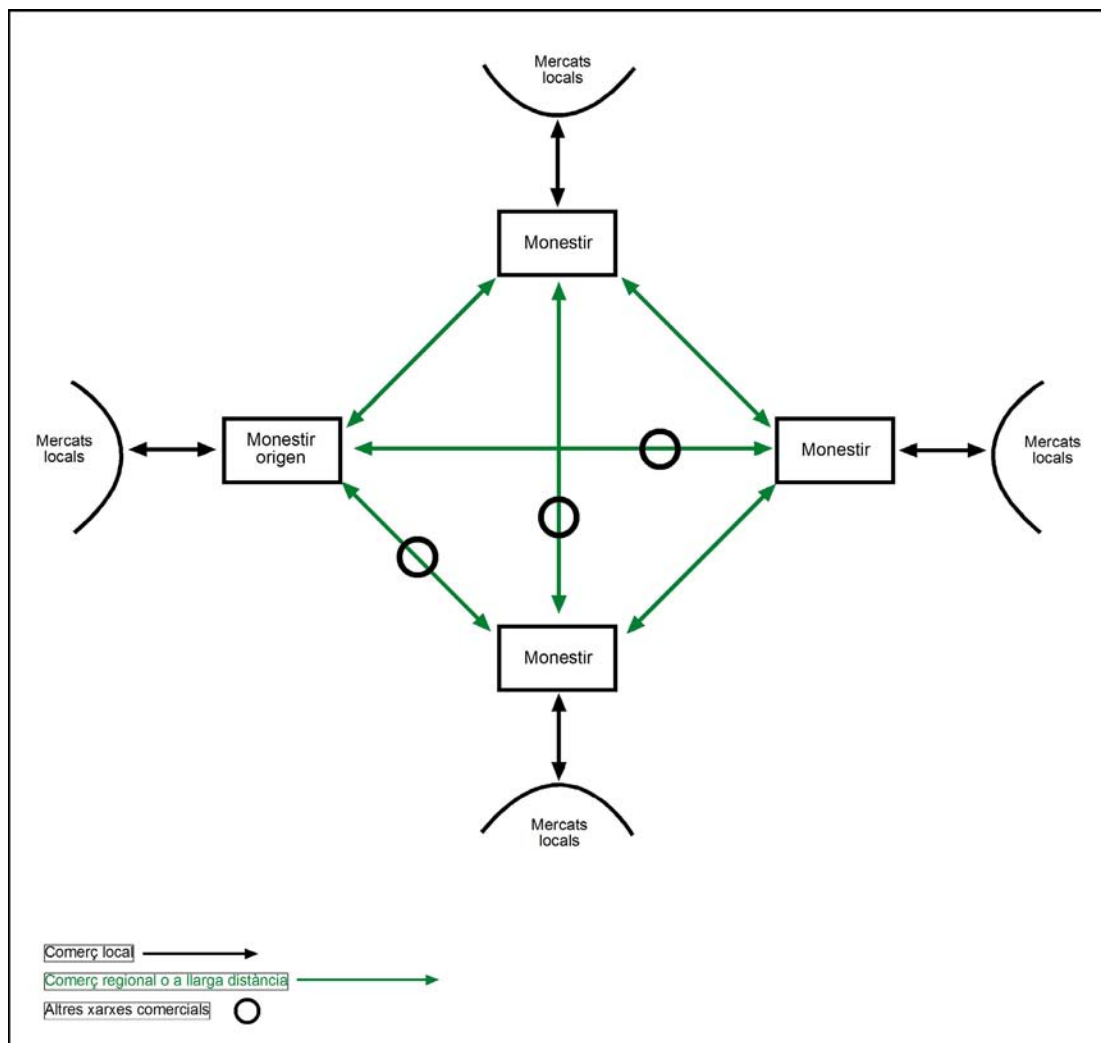 Mercats
locals
Monestir
Mercats
locals
Monestir
origen
Monestir
Mercats
locals
Monestir
Mercats
locals
Comerç local
Comerç regional o a llarga distància
Altres xarxes comercials